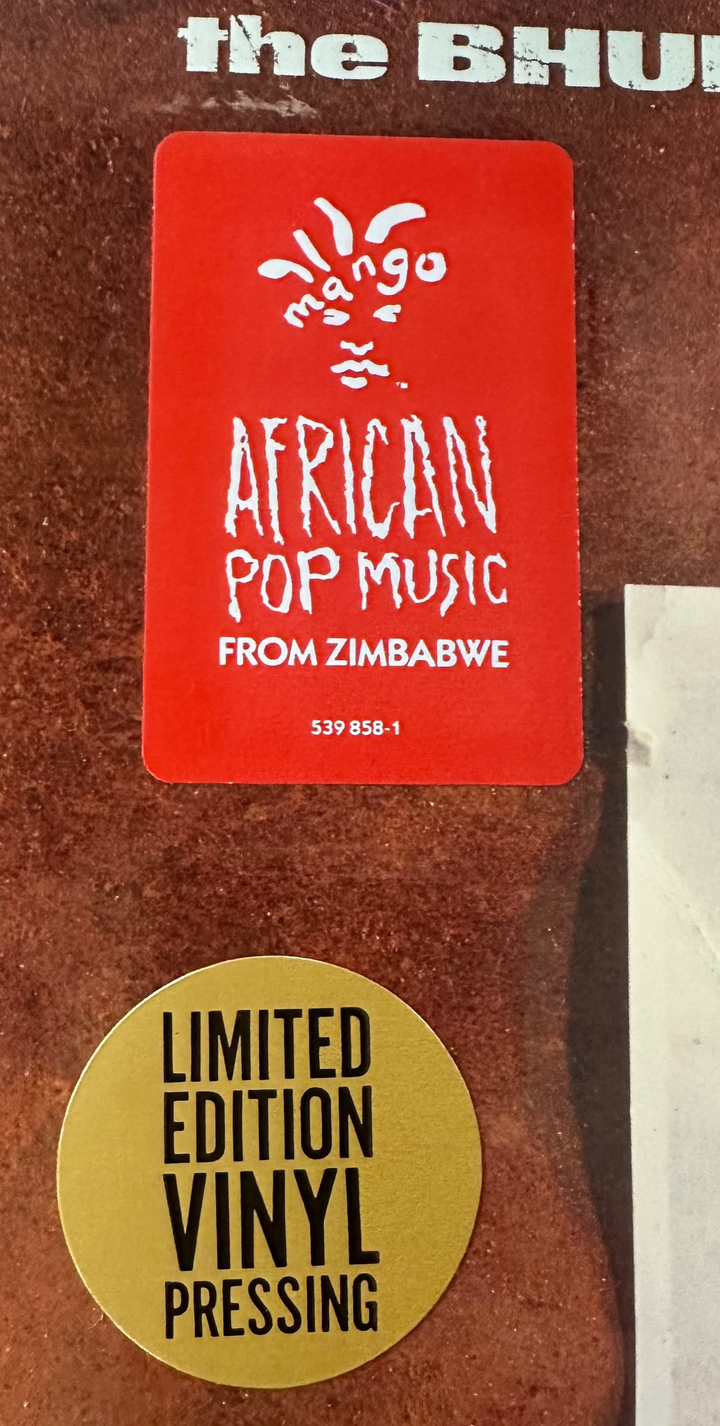 the BHU
mango
AFRICAN
POP MUSIC
FROM ZIMBABWE
539 858-1
LIMITED
EDITION
VINYL
PRESSING